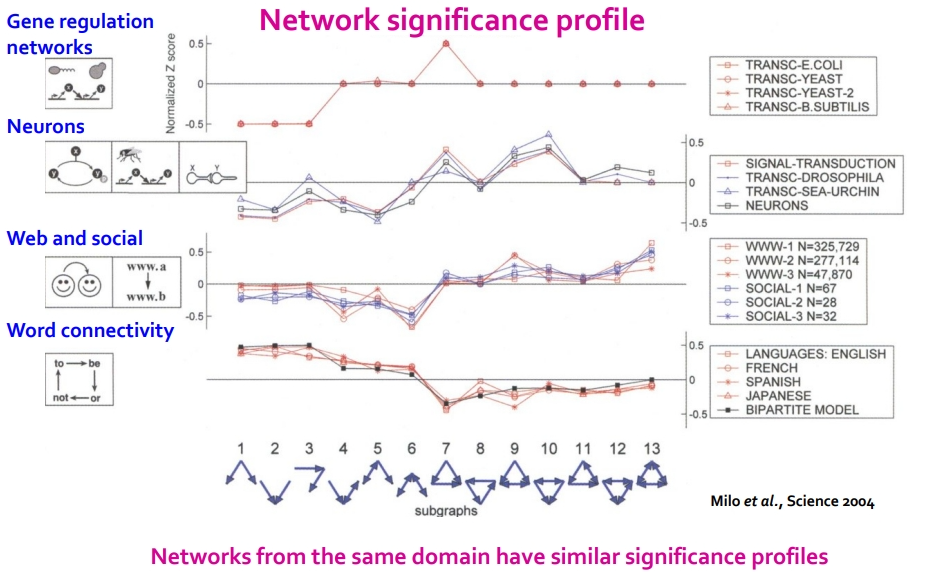 Network significance profile
Gene regulation
networks
x
Y
Normalized Z score
0.5
0
-0.5
TRANSC-E.COLI
TRANSC-YEAST
TRANSC-YEAST-2
TRANSC-B.SUBTILIS
Neurons
X
Y
Y
x
Y
X
Y
0.5
0
-0.5
SIGNAL-TRANSDUCTION
TRANSC-DROSOPHILA
TRANSC-SEA-URCHIN
NEURONS
Web and social
www.a
www.b
0.5
0
-0.5
WWW-1 N=325,729
WWW-2 N=277,114
WWW-3 N=47,870
SOCIAL-1 N=67
SOCIAL-2 N=28
SOCIAL-3 N=32
Word connectivity
to be
not or
0.5
0
-0.5
LANGUAGES: ENGLISH
FRENCH
SPANISH
JAPANESE
BIPARTITE MODEL
1 2 3 4 5 6 7 8 9 10 11 12 13
subgraphs
Milo et al., Science 2004
Networks from the same domain have similar significance profiles